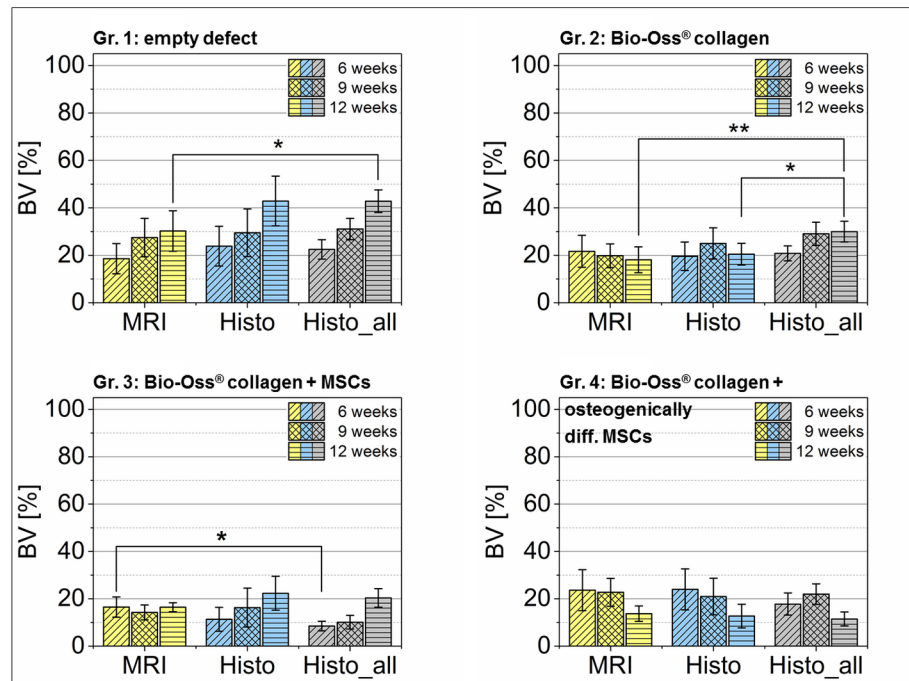 Gr. 1: empty defect
100
80
60
40
20
0
BV [%]
6 weeks
9 weeks
12 weeks
*
MRI Histo Histo_all
Gr. 2: Bio-Oss® collagen
100
80
60
40
20
0
BV [%]
6 weeks
9 weeks
12 weeks
**
*
MRI Histo Histo_all
Gr. 3: Bio-Oss® collagen + MSCs
100
80
60
40
20
0
BV [%]
6 weeks
9 weeks
12 weeks
*
MRI Histo Histo_all
Gr. 4: Bio-Oss® collagen +
osteogenically
diff. MSCs
100
80
60
40
20
0
BV [%]
6 weeks
9 weeks
12 weeks
MRI Histo Histo_all